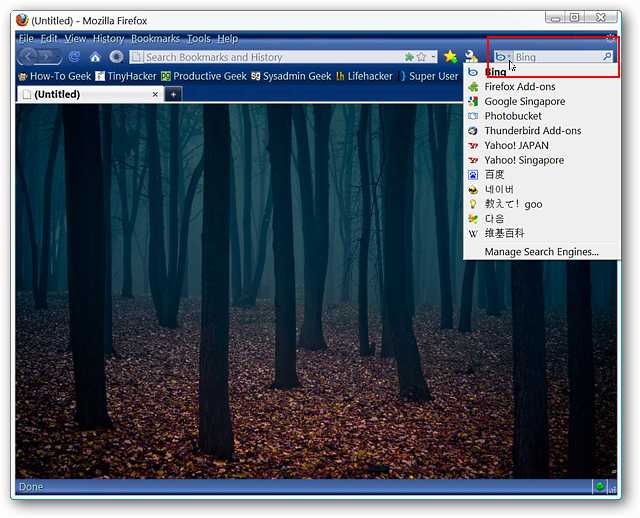 (Untitled) - Mozilla Firefox
File Edit View History Bookmarks Tools Help
Search Bookmarks and History
Bing
How-To Geek TinyHacker Productive Geek Sysadmin Geek Lifehacker Super User
(Untitled)
Bing
Firefox Add-ons
Google Singapore
Photobucket
Thunderbird Add-ons
Yahoo! JAPAN
Yahoo! Singapore
百度
네이버
教えて! goo
다음
维基百科
Manage Search Engines...
Done